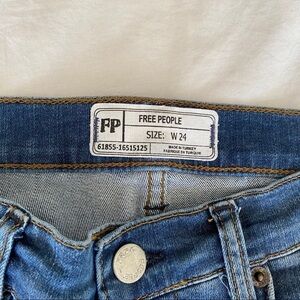 FP
FREE PEOPLE
SIZE: W 24
61855-16515125
MADE IN TURKEY
FABRIQUE EN TURQUIE